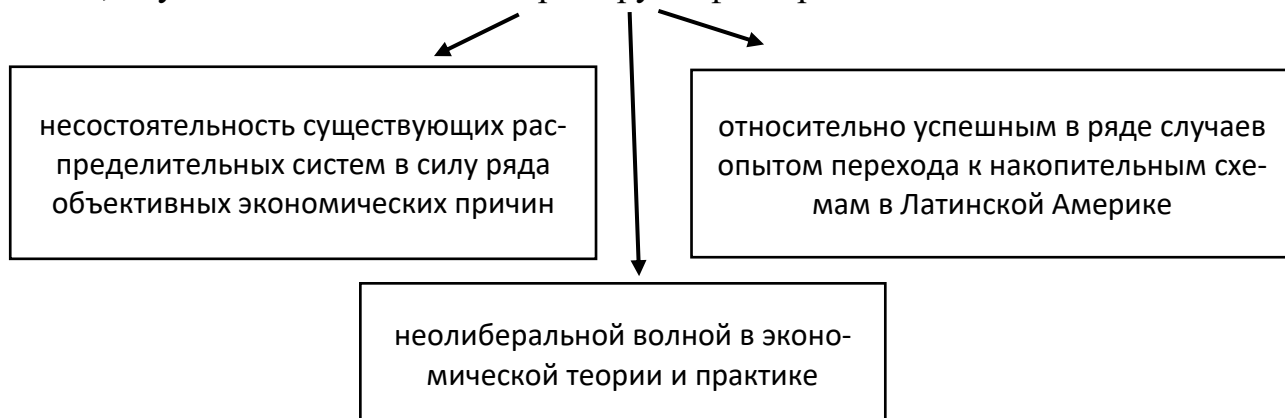 несостоятельность существующих рас-
пределительных систем в силу ряда
объективных экономических причин
относительно успешным в ряде случаев
опытом перехода к накопительным схе-
мам в Латинской Америке
неолиберальной волной в эконо-
мической теории и практике